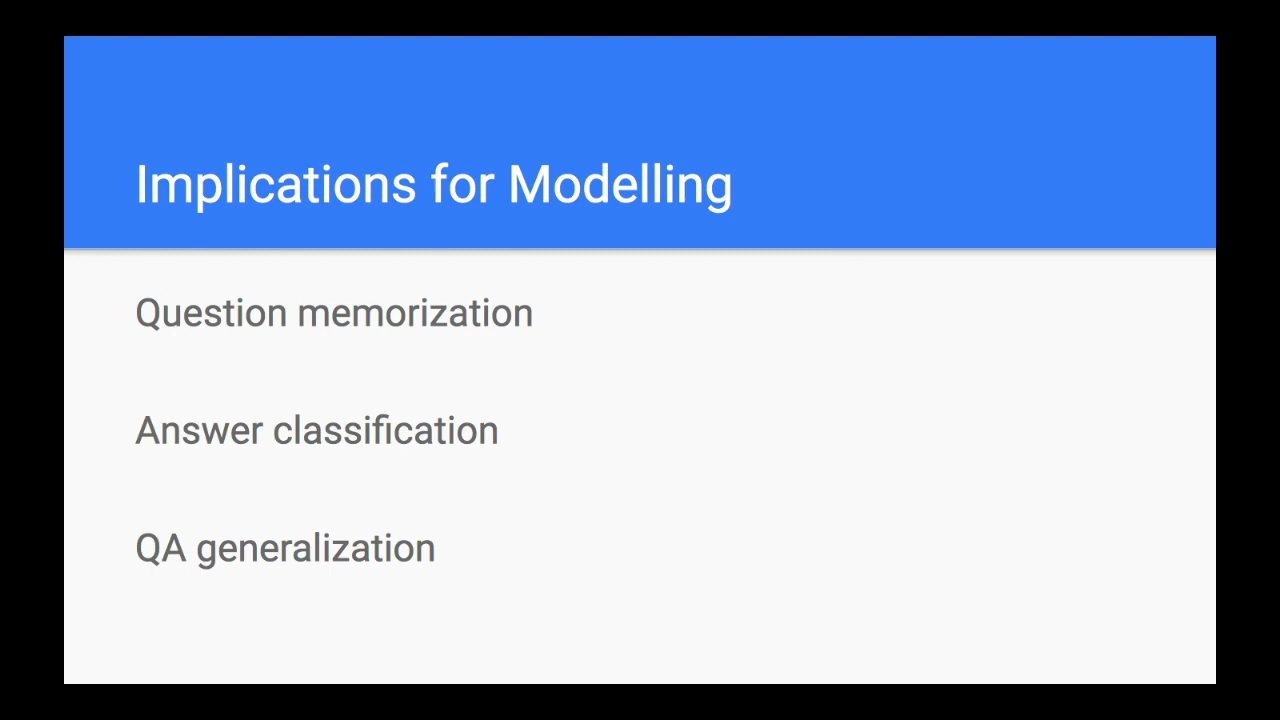 Implications for Modelling
Question memorization
Answer classification
QA generalization